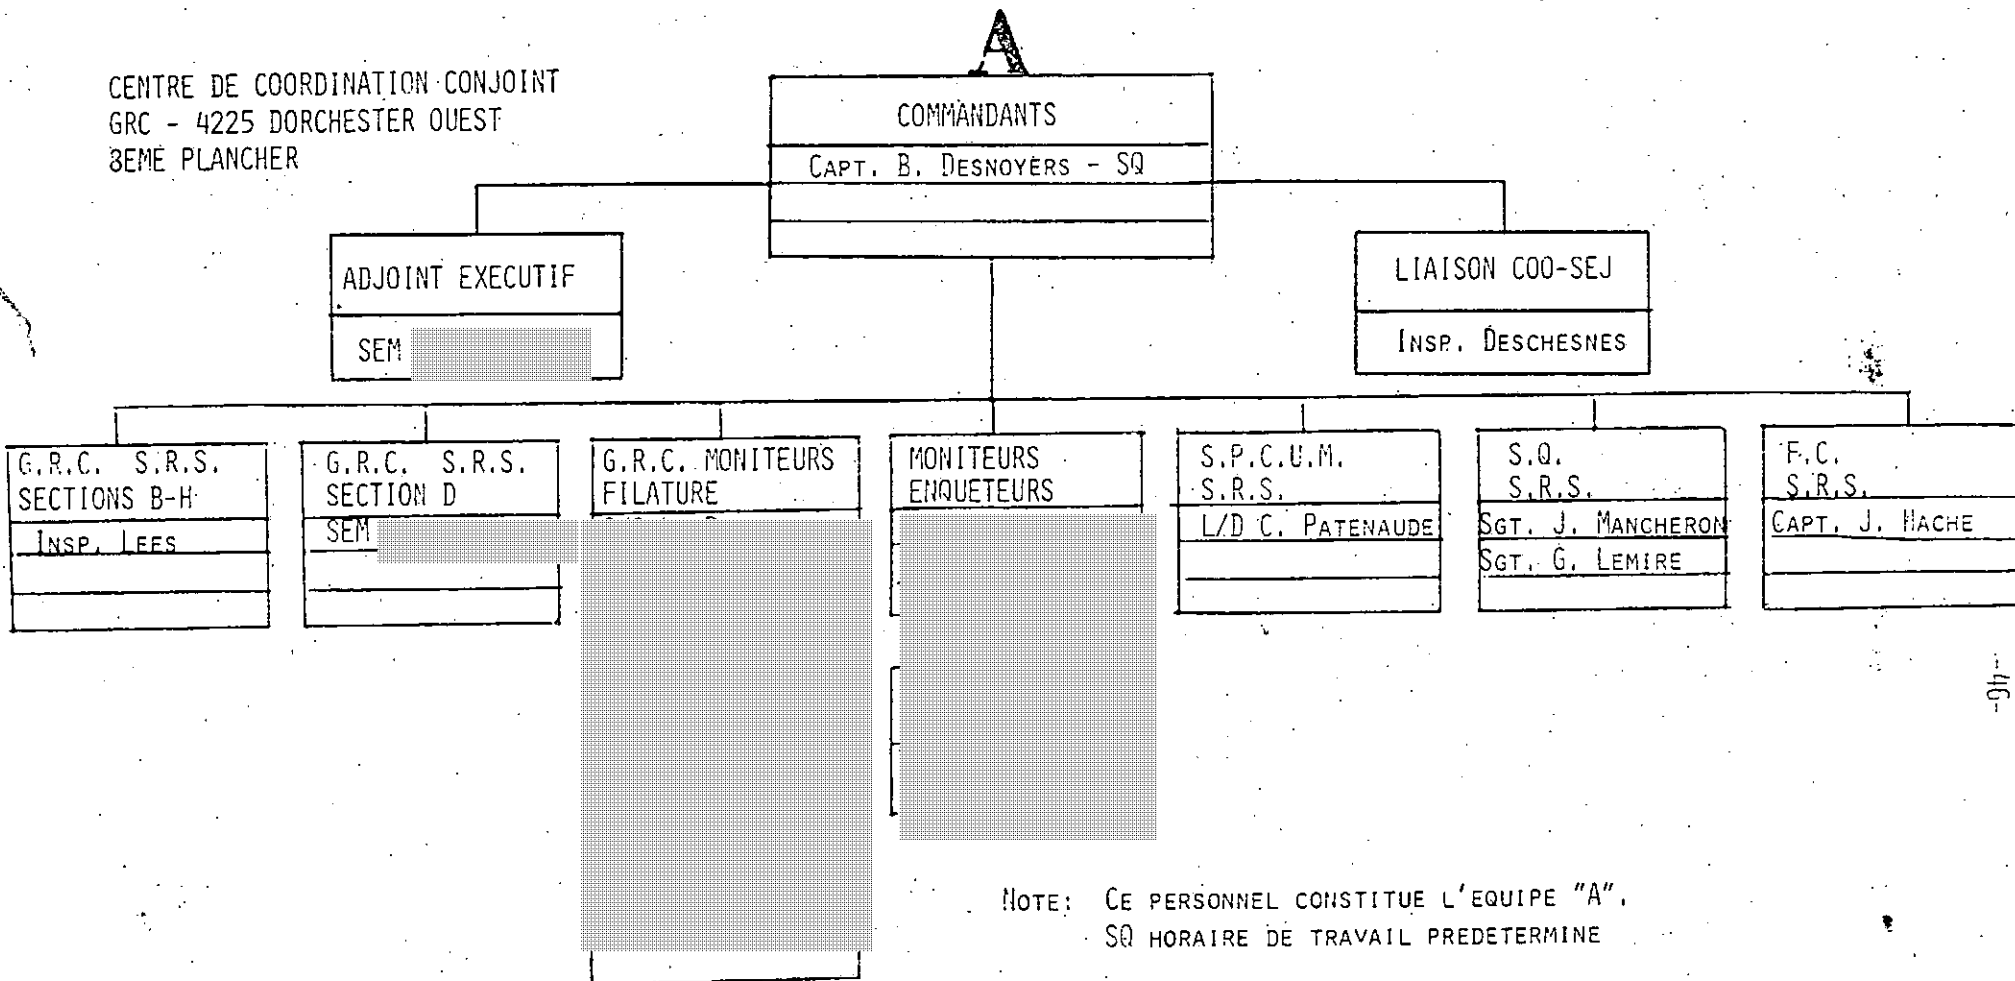 A
CENTRE DE COORDINATION CONJOINT
GRC - 4225 DORCHESTER OUEST
3EME PLANCHER
COMMANDANTS
CAPT. B. DESNOYERS - SQ
ADJOINT EXECUTIF
SEM
LIAISON COO-SEJ
INSP. DESCHESNES
G.R.C. S.R.S.
SECTIONS B-H
INSP. LEES
G.R.C. S.R.S.
SECTION D
SEM
G.R.C. MONITEURS
FILATURE
MONITEURS
ENQUETEURS
S.P.C.U.M.
S.R.S.
L/D C. PATENAUDE
S.Q.
S.R.S.
SGT. J. MANCHERON
SGT. G. LEMIRE
F.C.
S.R.S.
CAPT. J. HACHE
-46-
NOTE: CE PERSONNEL CONSTITUE L'EQUIPE "A".
SQ HORAIRE DE TRAVAIL PREDETERMINE